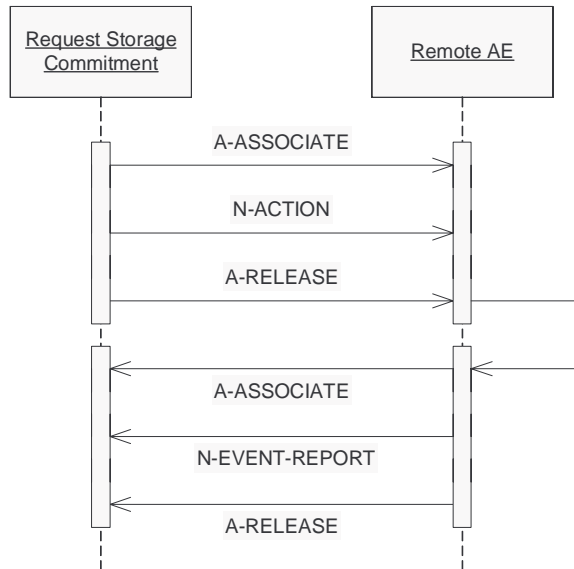 Request Storage
Commitment
Remote AE
A-ASSOCIATE
N-ACTION
A-RELEASE
A-ASSOCIATE
N-EVENT-REPORT
A-RELEASE